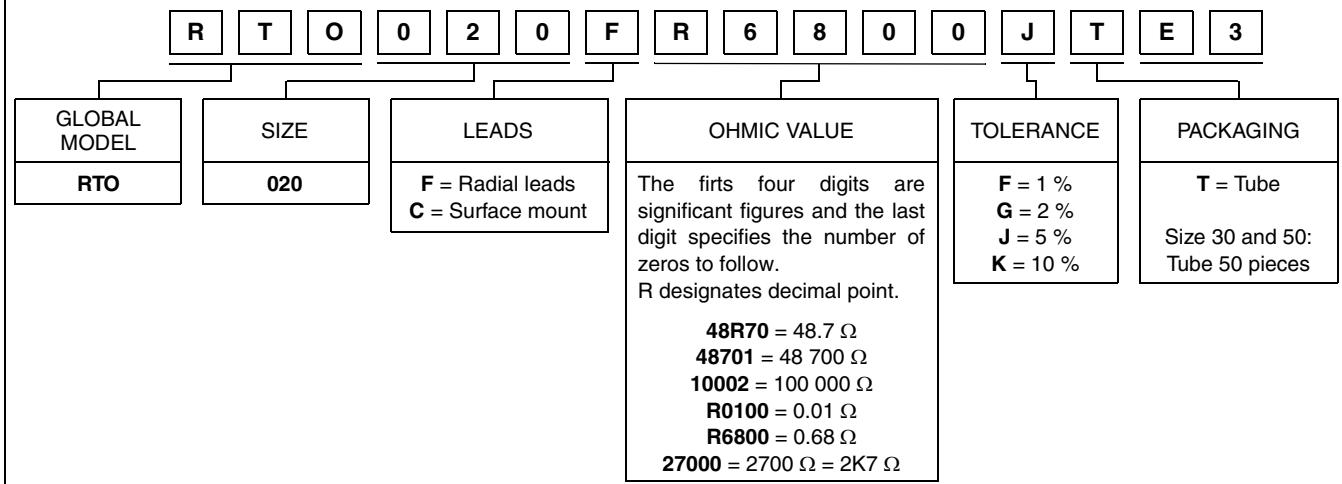 R T O 0 2 0 F R 6 8 0 0 J T E 3
GLOBAL
MODEL
RTO
SIZE
020
LEADS
F = Radial leads
C = Surface mount
OHMIC VALUE
The firts four digits are
significant figures and the last
digit specifies the number of
zeros to follow.
R designates decimal point.
48R70 = 48.7 Ω
48701 = 48 700 Ω
10002 = 100 000 Ω
R0100 = 0.01 Ω
R6800 = 0.68 Ω
27000 = 2700 Ω = 2K7 Ω
TOLERANCE
F = 1 %
G = 2 %
J = 5 %
K = 10 %
PACKAGING
T = Tube
Size 30 and 50:
Tube 50 pieces